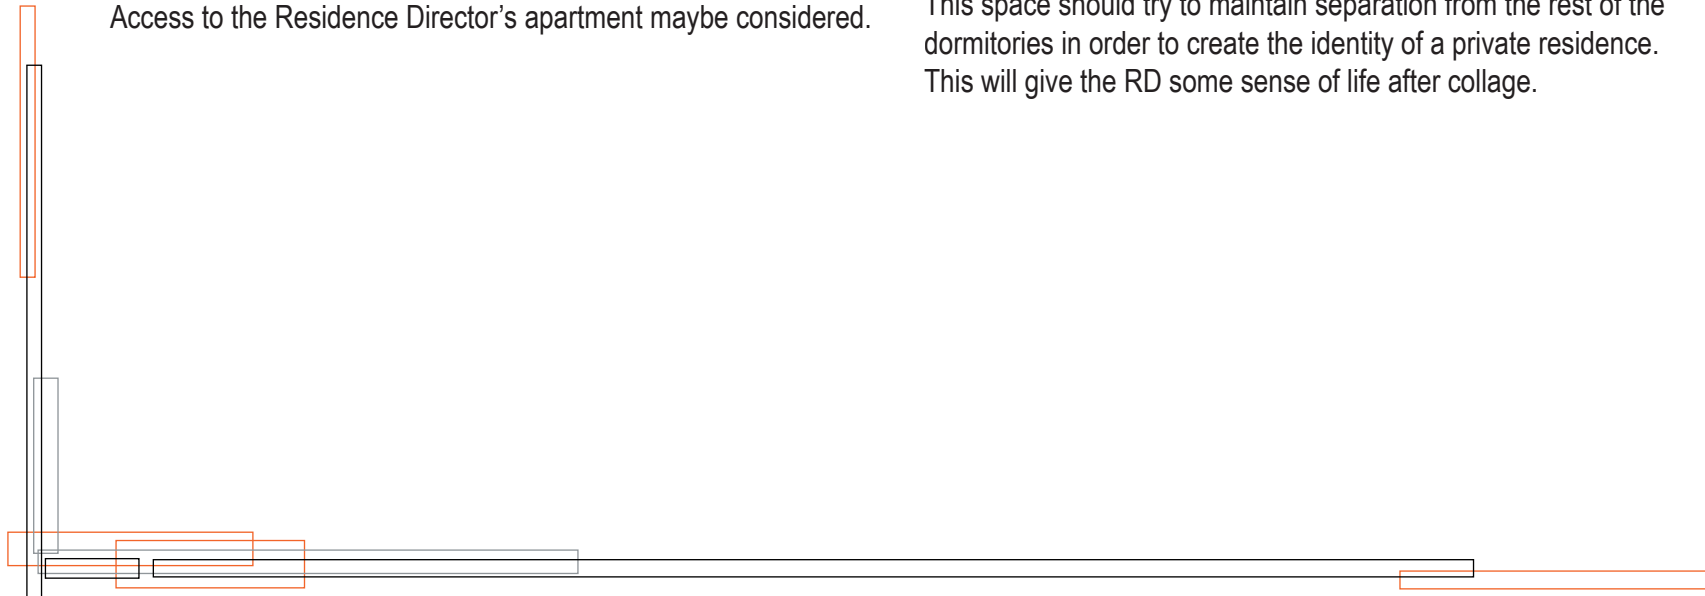 Access to the Residence Director’s apartment maybe considered.
This space should try to maintain separation from the rest of the
dormitories in order to create the identity of a private residence.
This will give the RD some sense of life after collage.